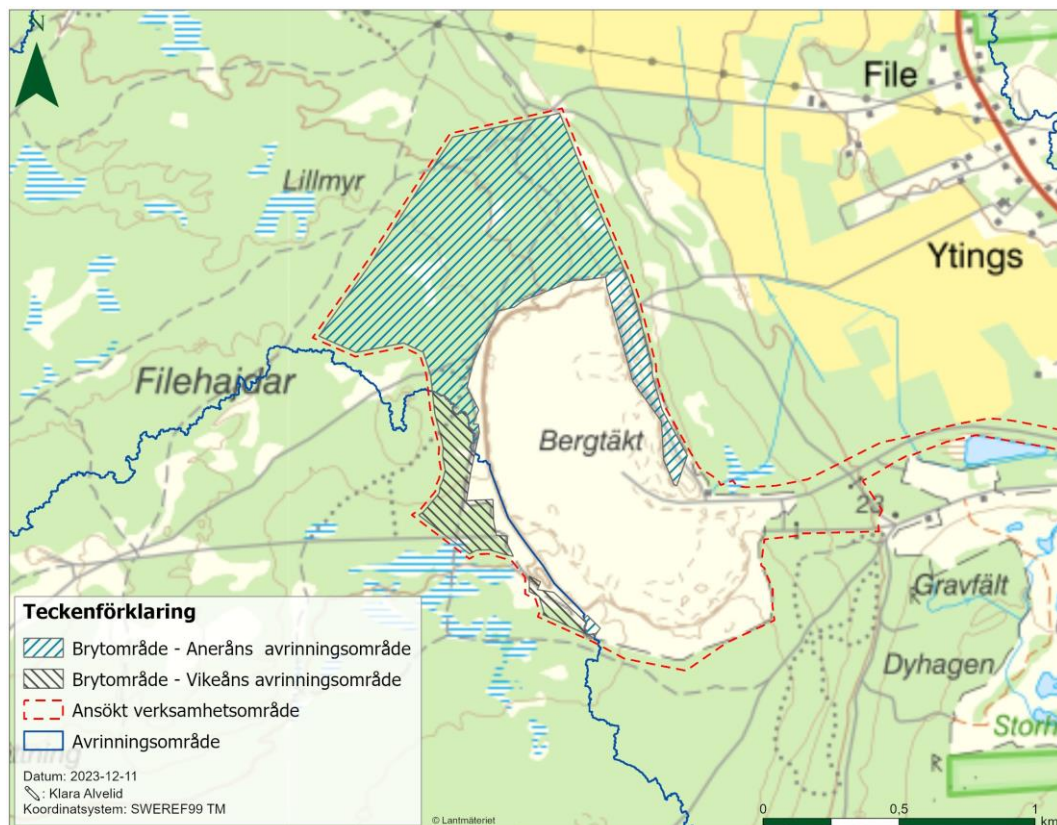 N
File
Lillmyr
Ytings
Filehajdar
Bergtäkt
23
Gravfält
R
Dyhagen
Storh
R
Teckenförklaring
Brytområde - Aneråns avrinningsområde
Brytområde - Vikeåns avrinningsområde
Ansökt verksamhetsområde
Avrinningsområde
Datum: 2023-12-11
: Klara Alvelid
Koordinatsystem: SWEREF99 TM
© Lantmäteriet
0 0,5 1
km